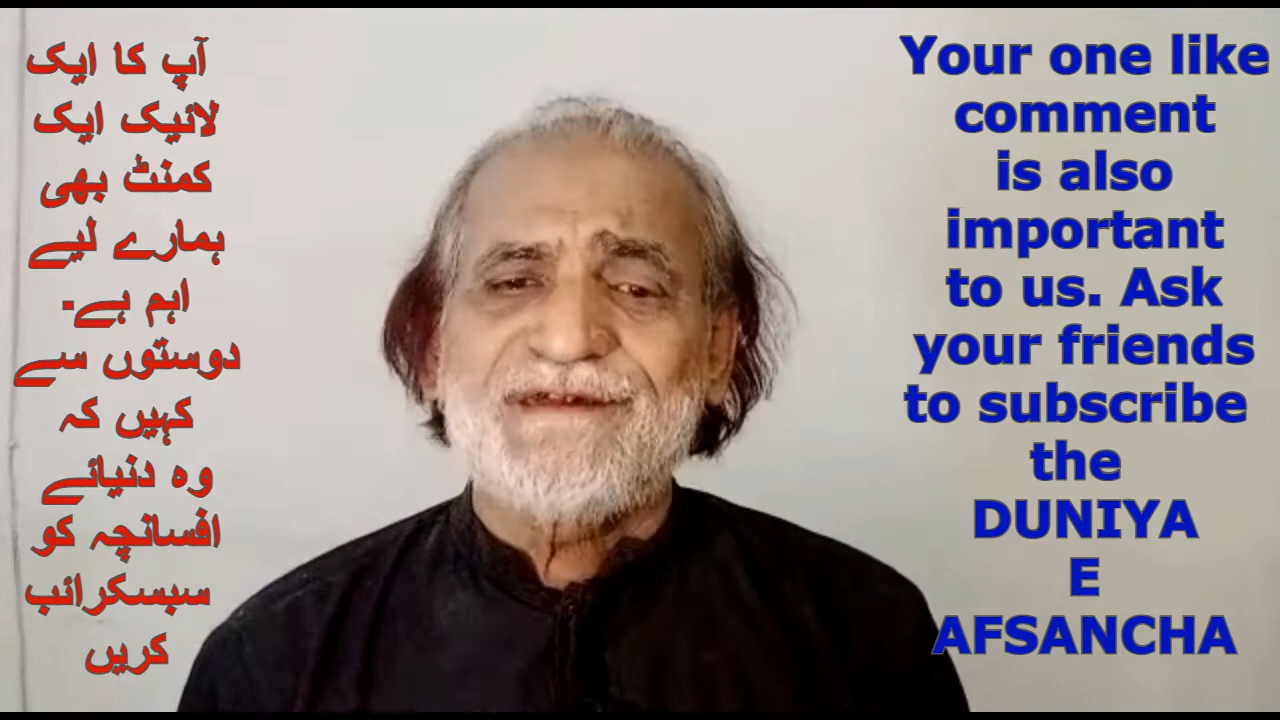 آپ کا ایک
لائیک ایک
کمنٹ بھی
ہمارے لیے
اہم ہے۔
دوستوں سے
کہیں کہ
وہ دنیائے
افسانچہ کو
سبسکرائب
کریں
Your one like
comment
is also
important
to us. Ask
your friends
to subscribe
the
DUNIYA
E
AFSANCHA